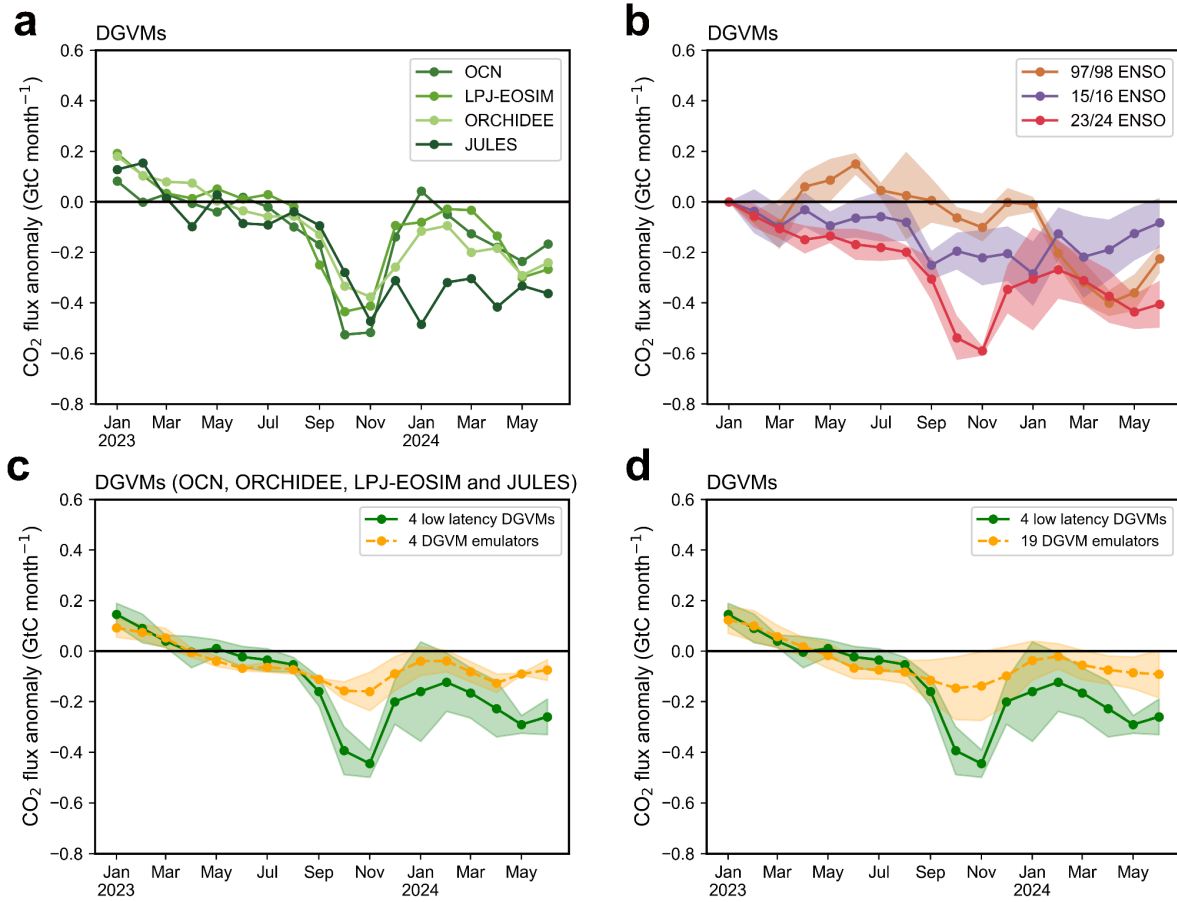 a
DGVMs
CO₂ flux anomaly (GtC month⁻¹)
0.6
0.4
0.2
0.0
−0.2
−0.4
−0.6
−0.8
OCN
LPJ-EOSIM
ORCHIDEE
JULES
Jan Mar May Jul Sep Nov Jan Mar May
2023 2024
b
DGVMs
CO₂ flux anomaly (GtC month⁻¹)
0.6
0.4
0.2
0.0
−0.2
−0.4
−0.6
−0.8
97/98 ENSO
15/16 ENSO
23/24 ENSO
Jan Mar May Jul Sep Nov Jan Mar May
c
DGVMs (OCN, ORCHIDEE, LPJ-EOSIM and JULES)
CO₂ flux anomaly (GtC month⁻¹)
0.6
0.4
0.2
0.0
−0.2
−0.4
−0.6
−0.8
4 low latency DGVMs
4 DGVM emulators
Jan Mar May Jul Sep Nov Jan Mar May
2023 2024
d
DGVMs
CO₂ flux anomaly (GtC month⁻¹)
0.6
0.4
0.2
0.0
−0.2
−0.4
−0.6
−0.8
4 low latency DGVMs
19 DGVM emulators
Jan Mar May Jul Sep Nov Jan Mar May
2023 2024